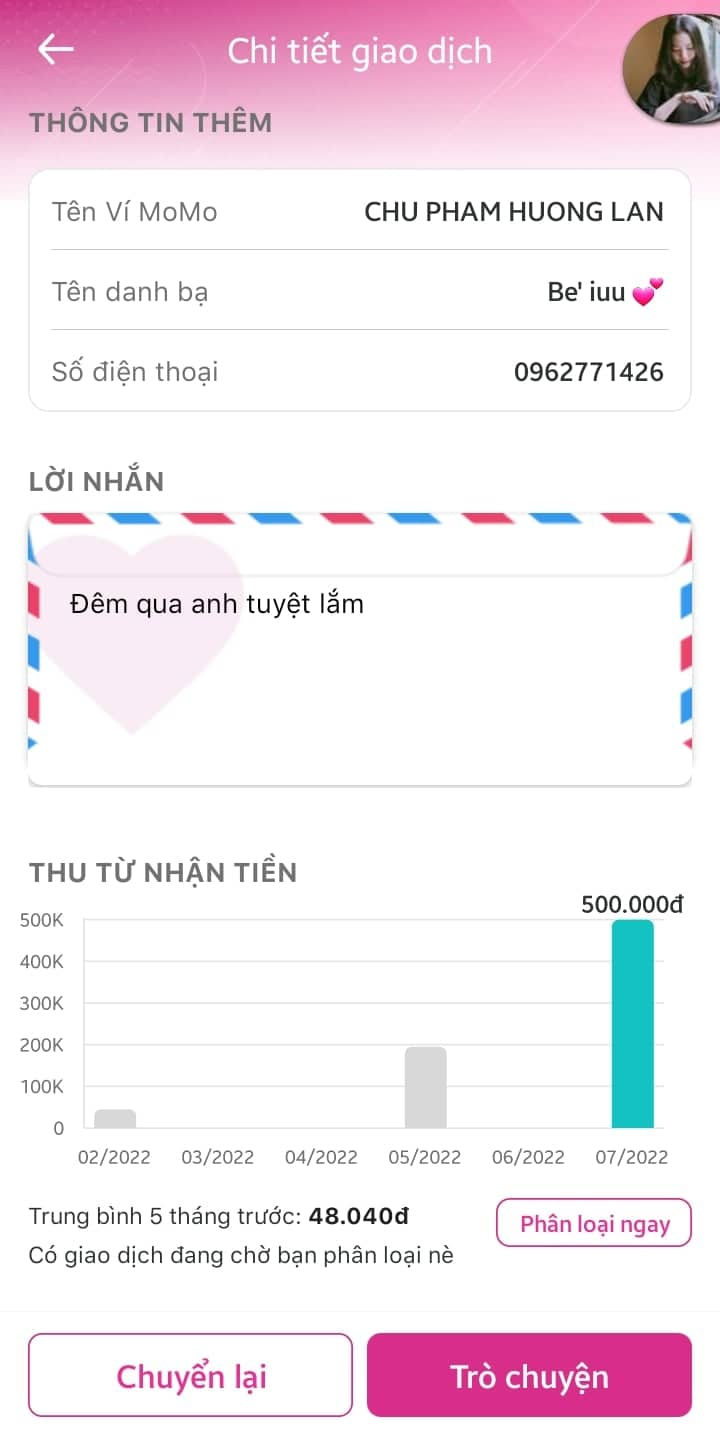 Chi tiết giao dịch
THÔNG TIN THÊM
Tên Ví MoMo CHU PHAM HUONG LAN
Tên danh bạ Be' iuu 💕
Số điện thoại 0962771426
LỜI NHẮN
Đêm qua anh tuyệt lắm
THU TỪ NHẬN TIỀN
500.000đ
500K
400K
300K
200K
100K
0
02/2022 03/2022 04/2022 05/2022 06/2022 07/2022
Trung bình 5 tháng trước: 48.040đ
Có giao dịch đang chờ bạn phân loại nè
Phân loại ngay
Chuyển lại Trò chuyện